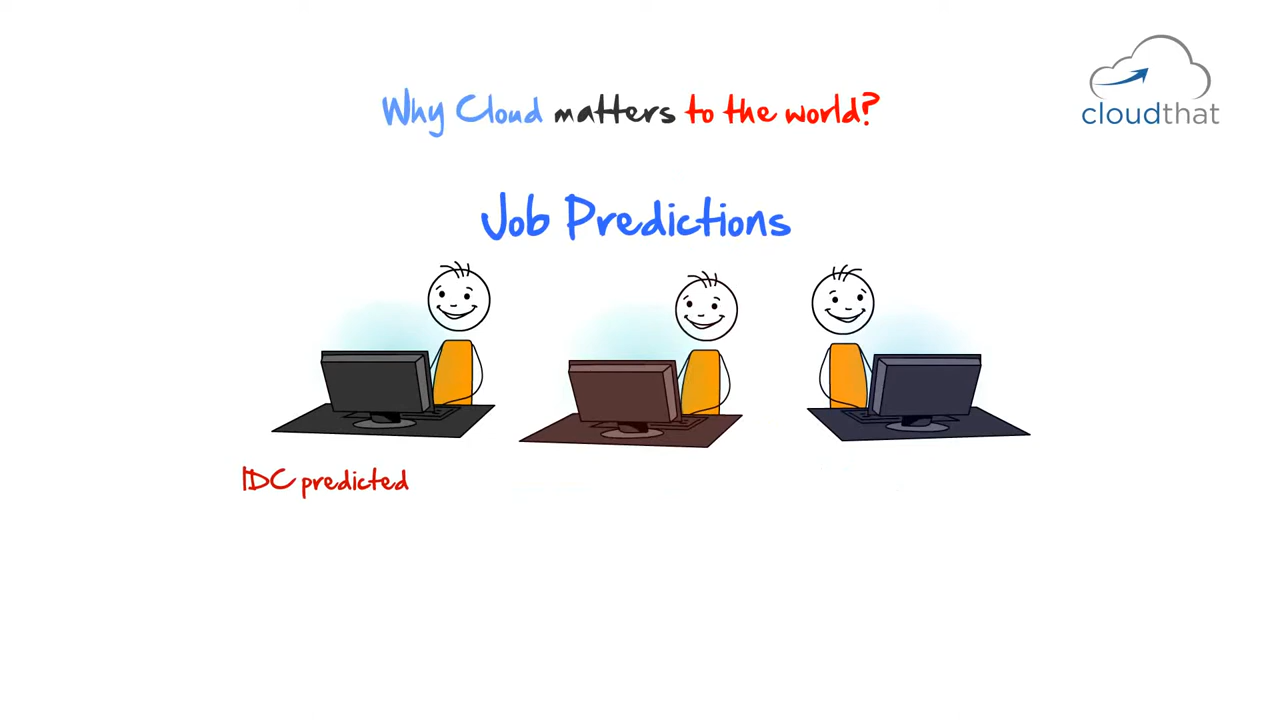 cloudthat
Why Cloud matters to the world?
Job Predictions
IDC predicted